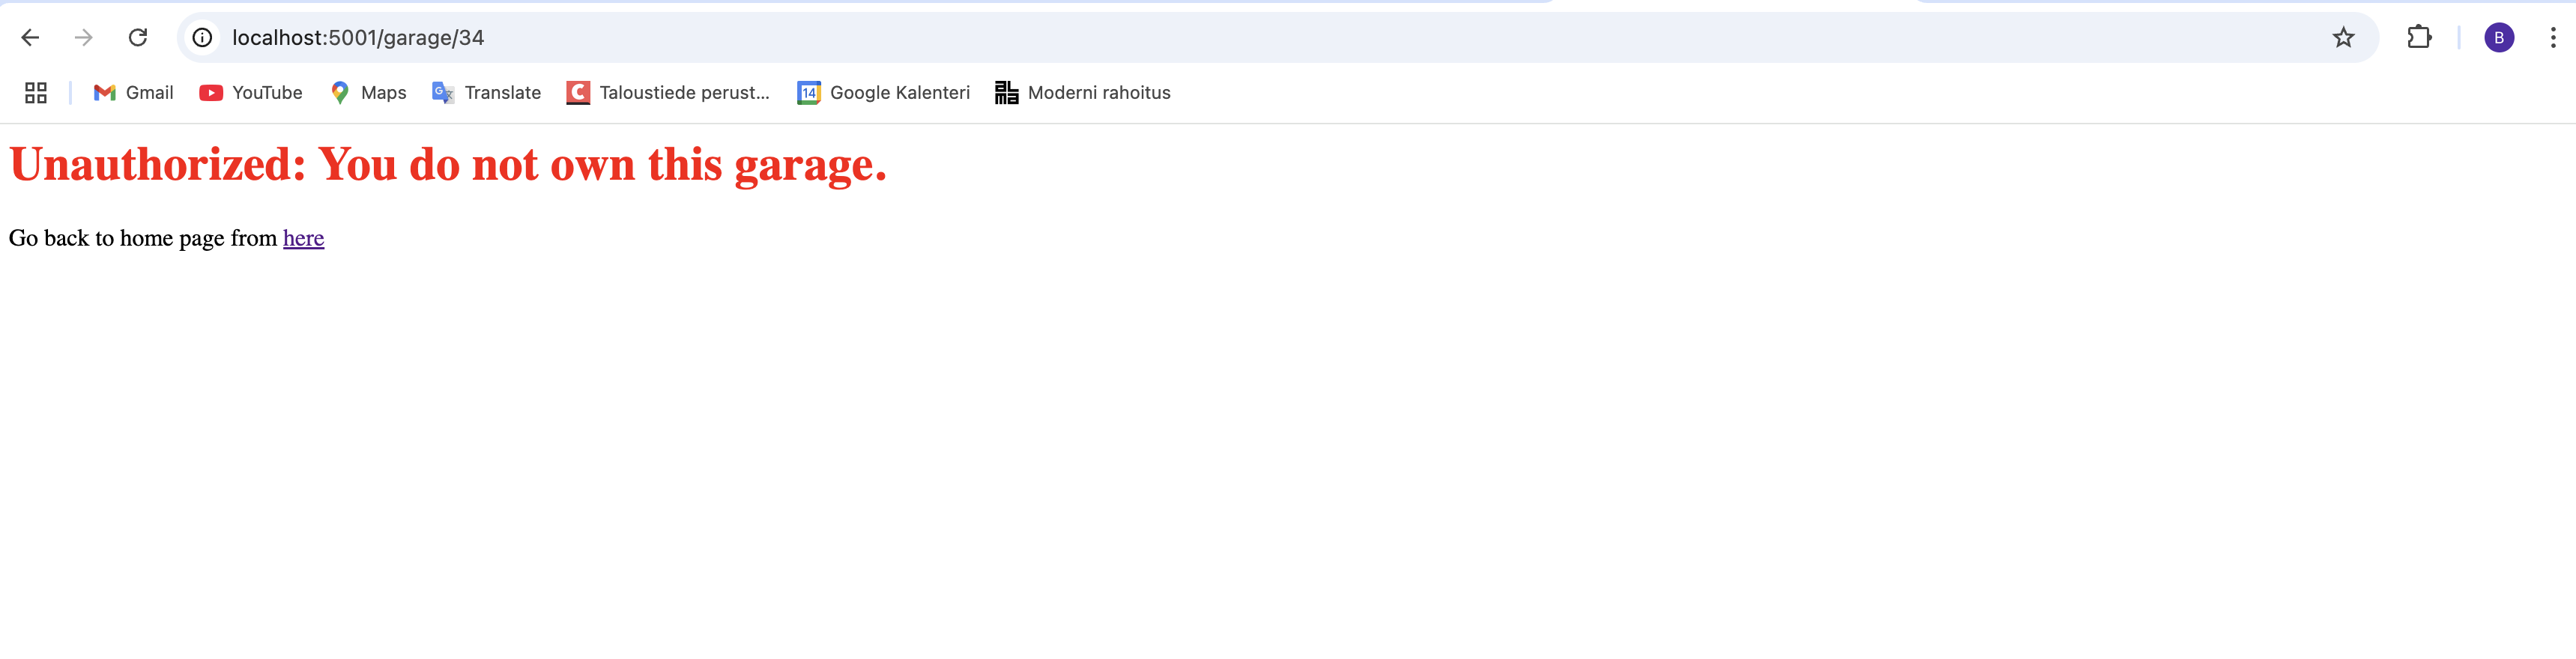 localhost:5001/garage/34
B
Gmail YouTube Maps Translate Taloustiede perust... 14 Google Kalenteri Moderni rahoitus
Unauthorized: You do not own this garage.
Go back to home page from here